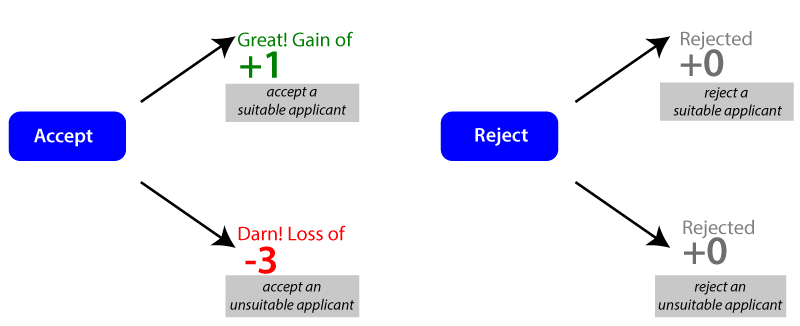 Accept
Great! Gain of
+1
accept a
suitable applicant
Darn! Loss of
-3
accept an
unsuitable applicant
Reject
Rejected
+0
reject a
suitable applicant
Rejected
+0
reject an
unsuitable applicant